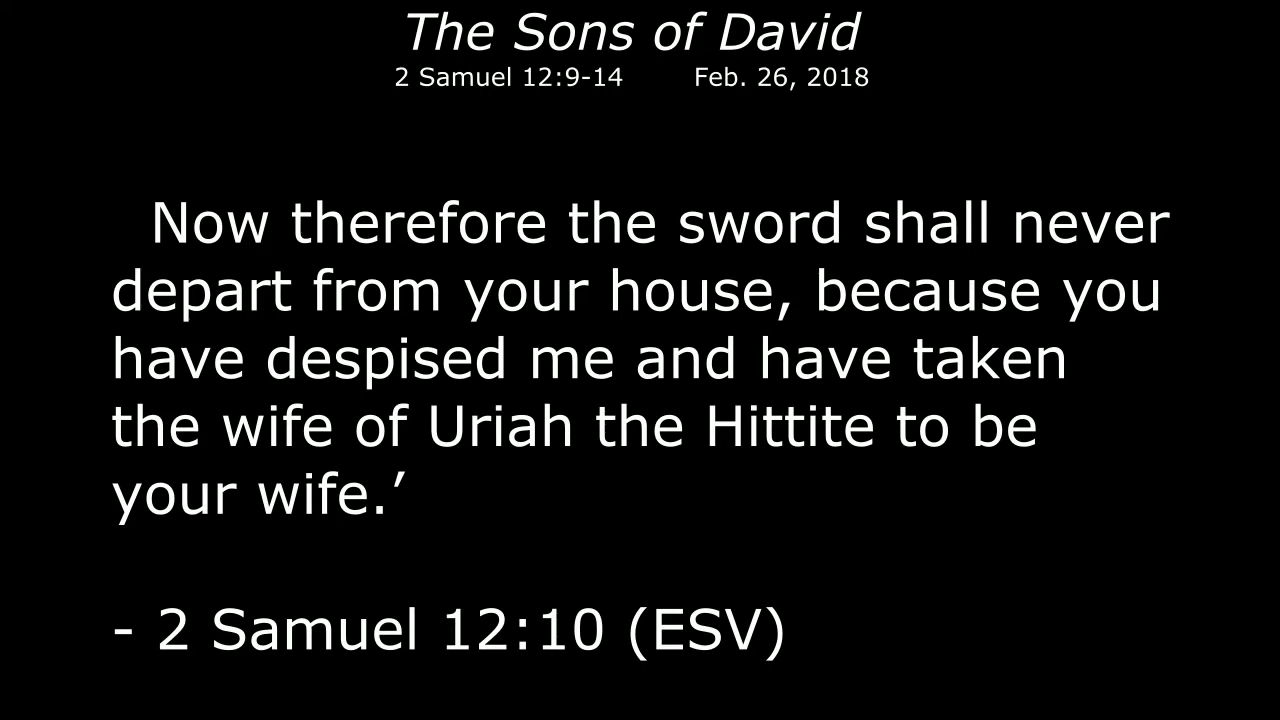 The Sons of David
2 Samuel 12:9-14 Feb. 26, 2018
Now therefore the sword shall never
depart from your house, because you
have despised me and have taken
the wife of Uriah the Hittite to be
your wife.’
- 2 Samuel 12:10 (ESV)